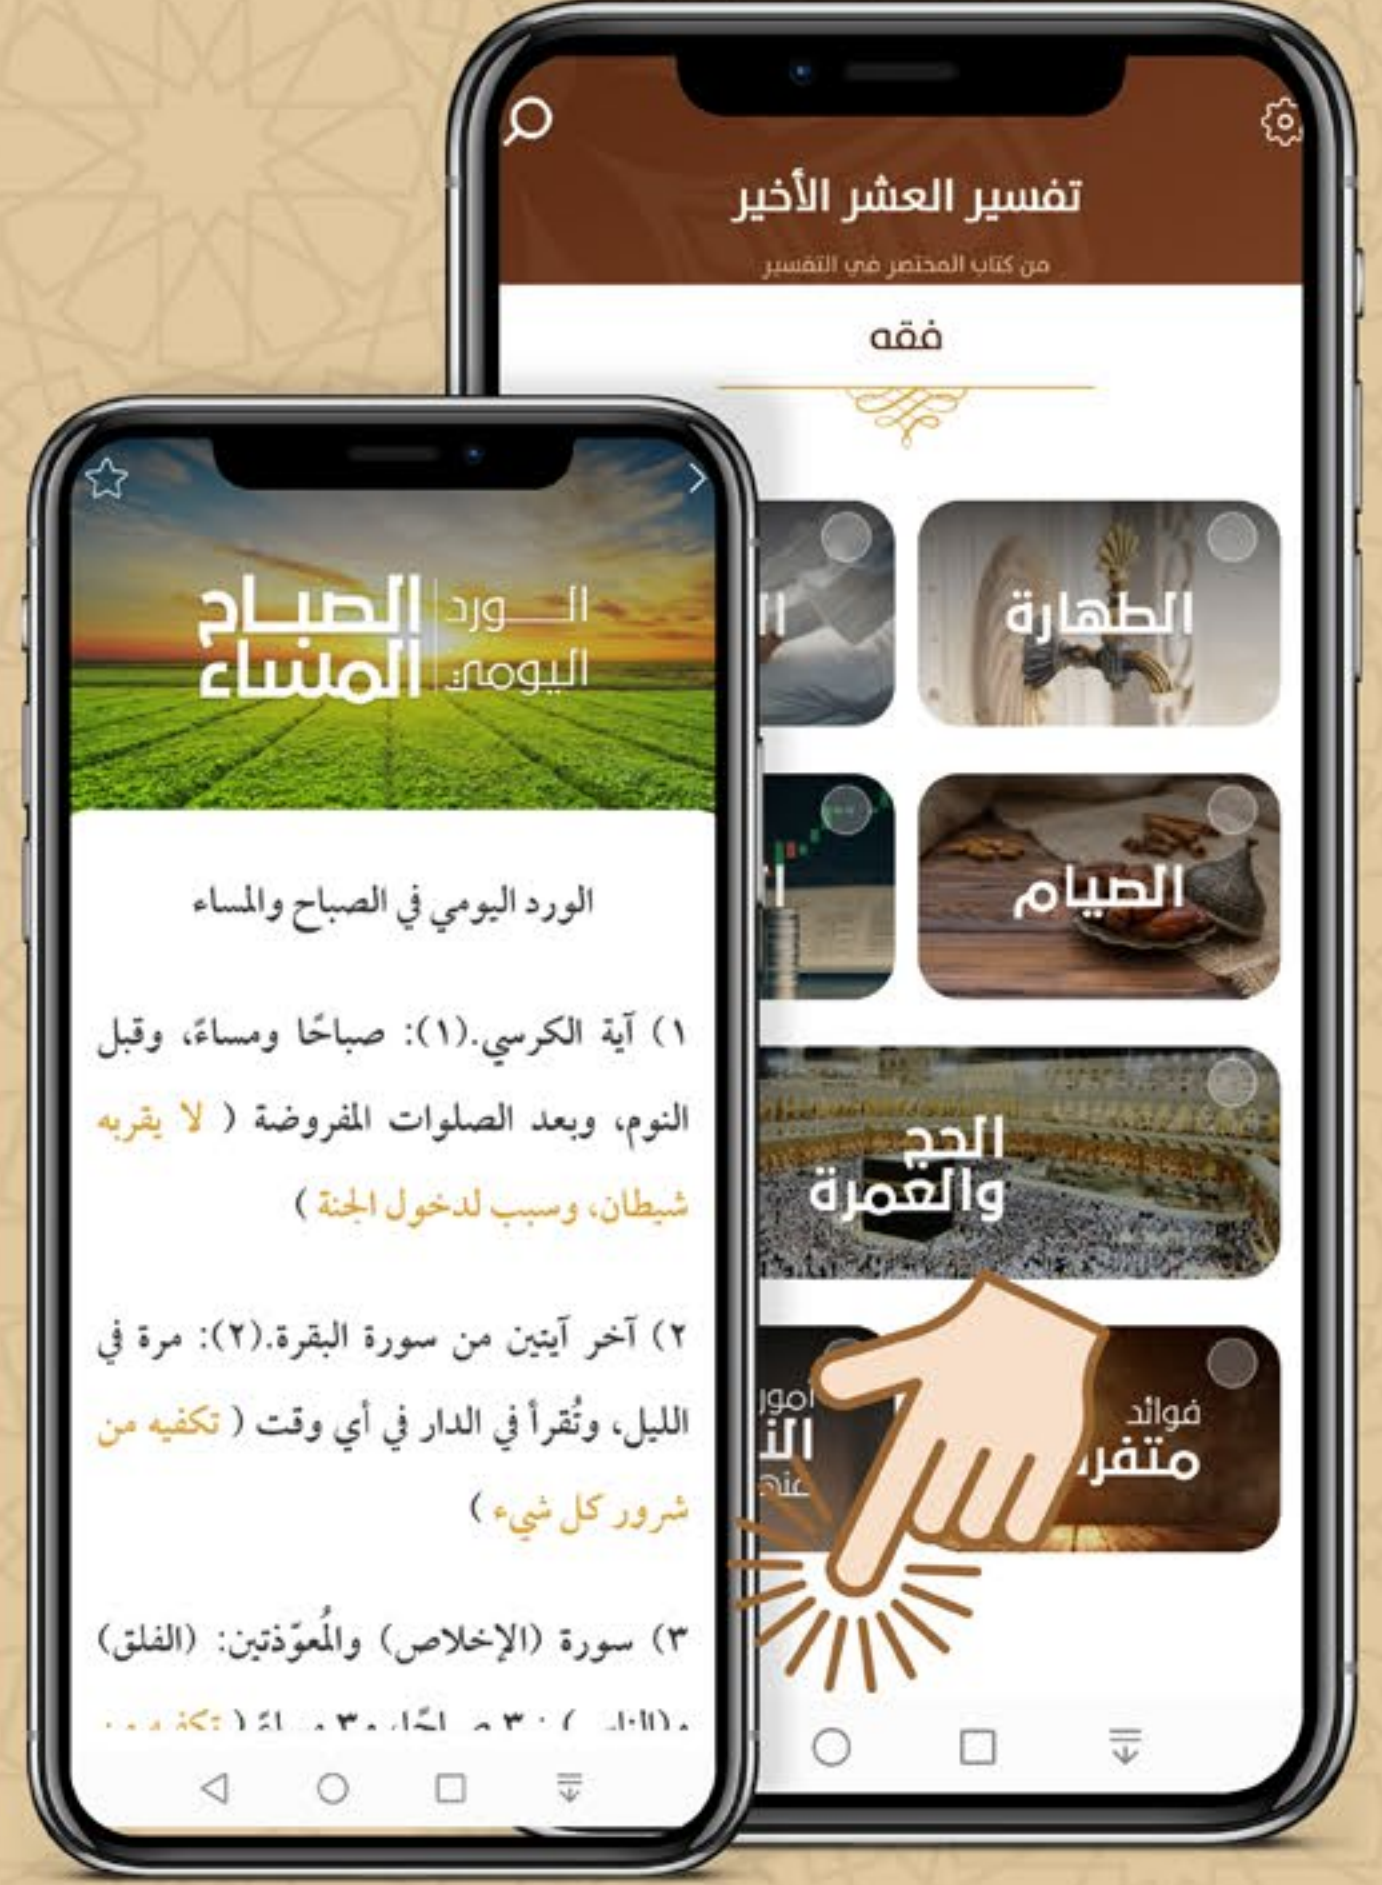 تفسير العشر الأخير
من كتاب المختصر في التفسير
فقه
الطهارة
الصيام
الحج
والعمرة
فوائد
أمور
الــورد
اليومي
الصباح
المساء
الورد اليومي في الصباح والمساء
١) آية الكرسي.(١): صباحًا ومساءً، وقبل
النوم، وبعد الصلوات المفروضة ( لا يقربه
شيطان، وسبب لدخول الجنة )
٢) آخر آيتين من سورة البقرة.(٢): مرة في
الليل، وتُقرأ في الدار في أي وقت ( تكفيه من
شرور كل شيء )
٣) سورة (الإخلاص) والمُعوّذتين: (الفلق)